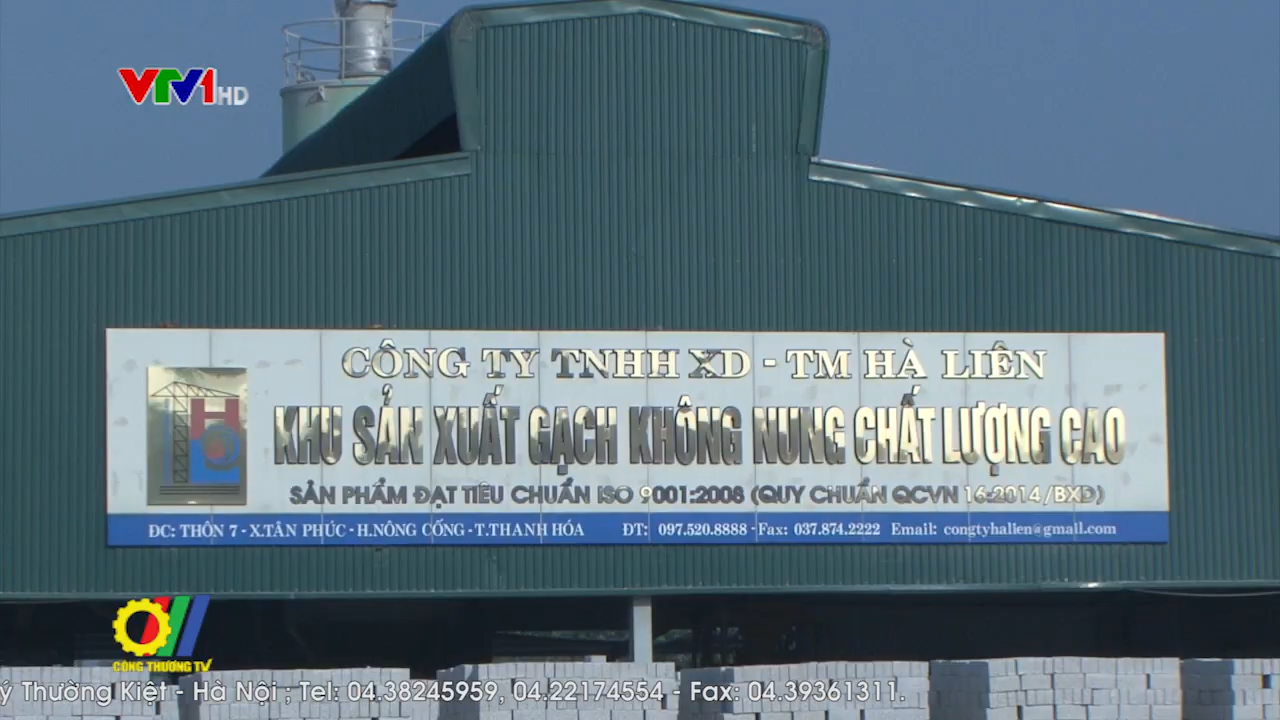 VTV1 HD
CÔNG TY TNHH XD - TM HÀ LIÊN
KHU SẢN XUẤT GẠCH KHÔNG NUNG CHẤT LƯỢNG CAO
SẢN PHẨM ĐẠT TIÊU CHUẨN ISO 9001:2008 (QUY CHUẨN QCVN 16:2014/BXD)
ĐC: THÔN 7 - X.TÂN PHÚC - H.NÔNG CỐNG - T.THANH HÓA ĐT: 097.520.8888 - Fax: 037.874.2222 Email: congtyhalien@gmail.com
CÔNG THƯƠNG TV
ý Thường Kiệt - Hà Nội ; Tel: 04.38245959, 04.22174554 - Fax: 04.39361311.